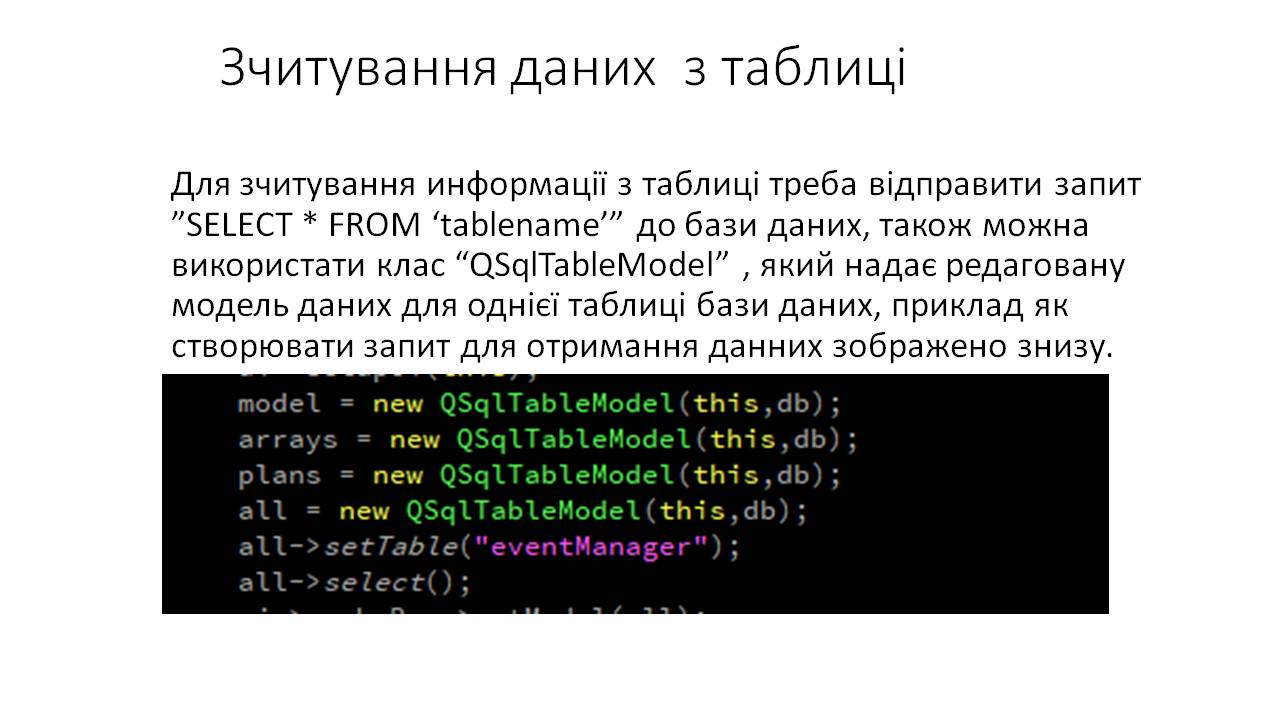 Зчитування даних з таблиці
Для зчитування информації з таблиці треба відправити запит
”SELECT * FROM ‘tablename’” до бази даних, також можна
використати клас “QSqlTableModel” , який надає редаговану
модель даних для однієї таблиці бази даних, приклад як
створювати запит для отримання данних зображено знизу.
model = new QSqlTableModel(this,db);
arrays = new QSqlTableModel(this,db);
plans = new QSqlTableModel(this,db);
all = new QSqlTableModel(this,db);
all->setTable("eventManager");
all->select();